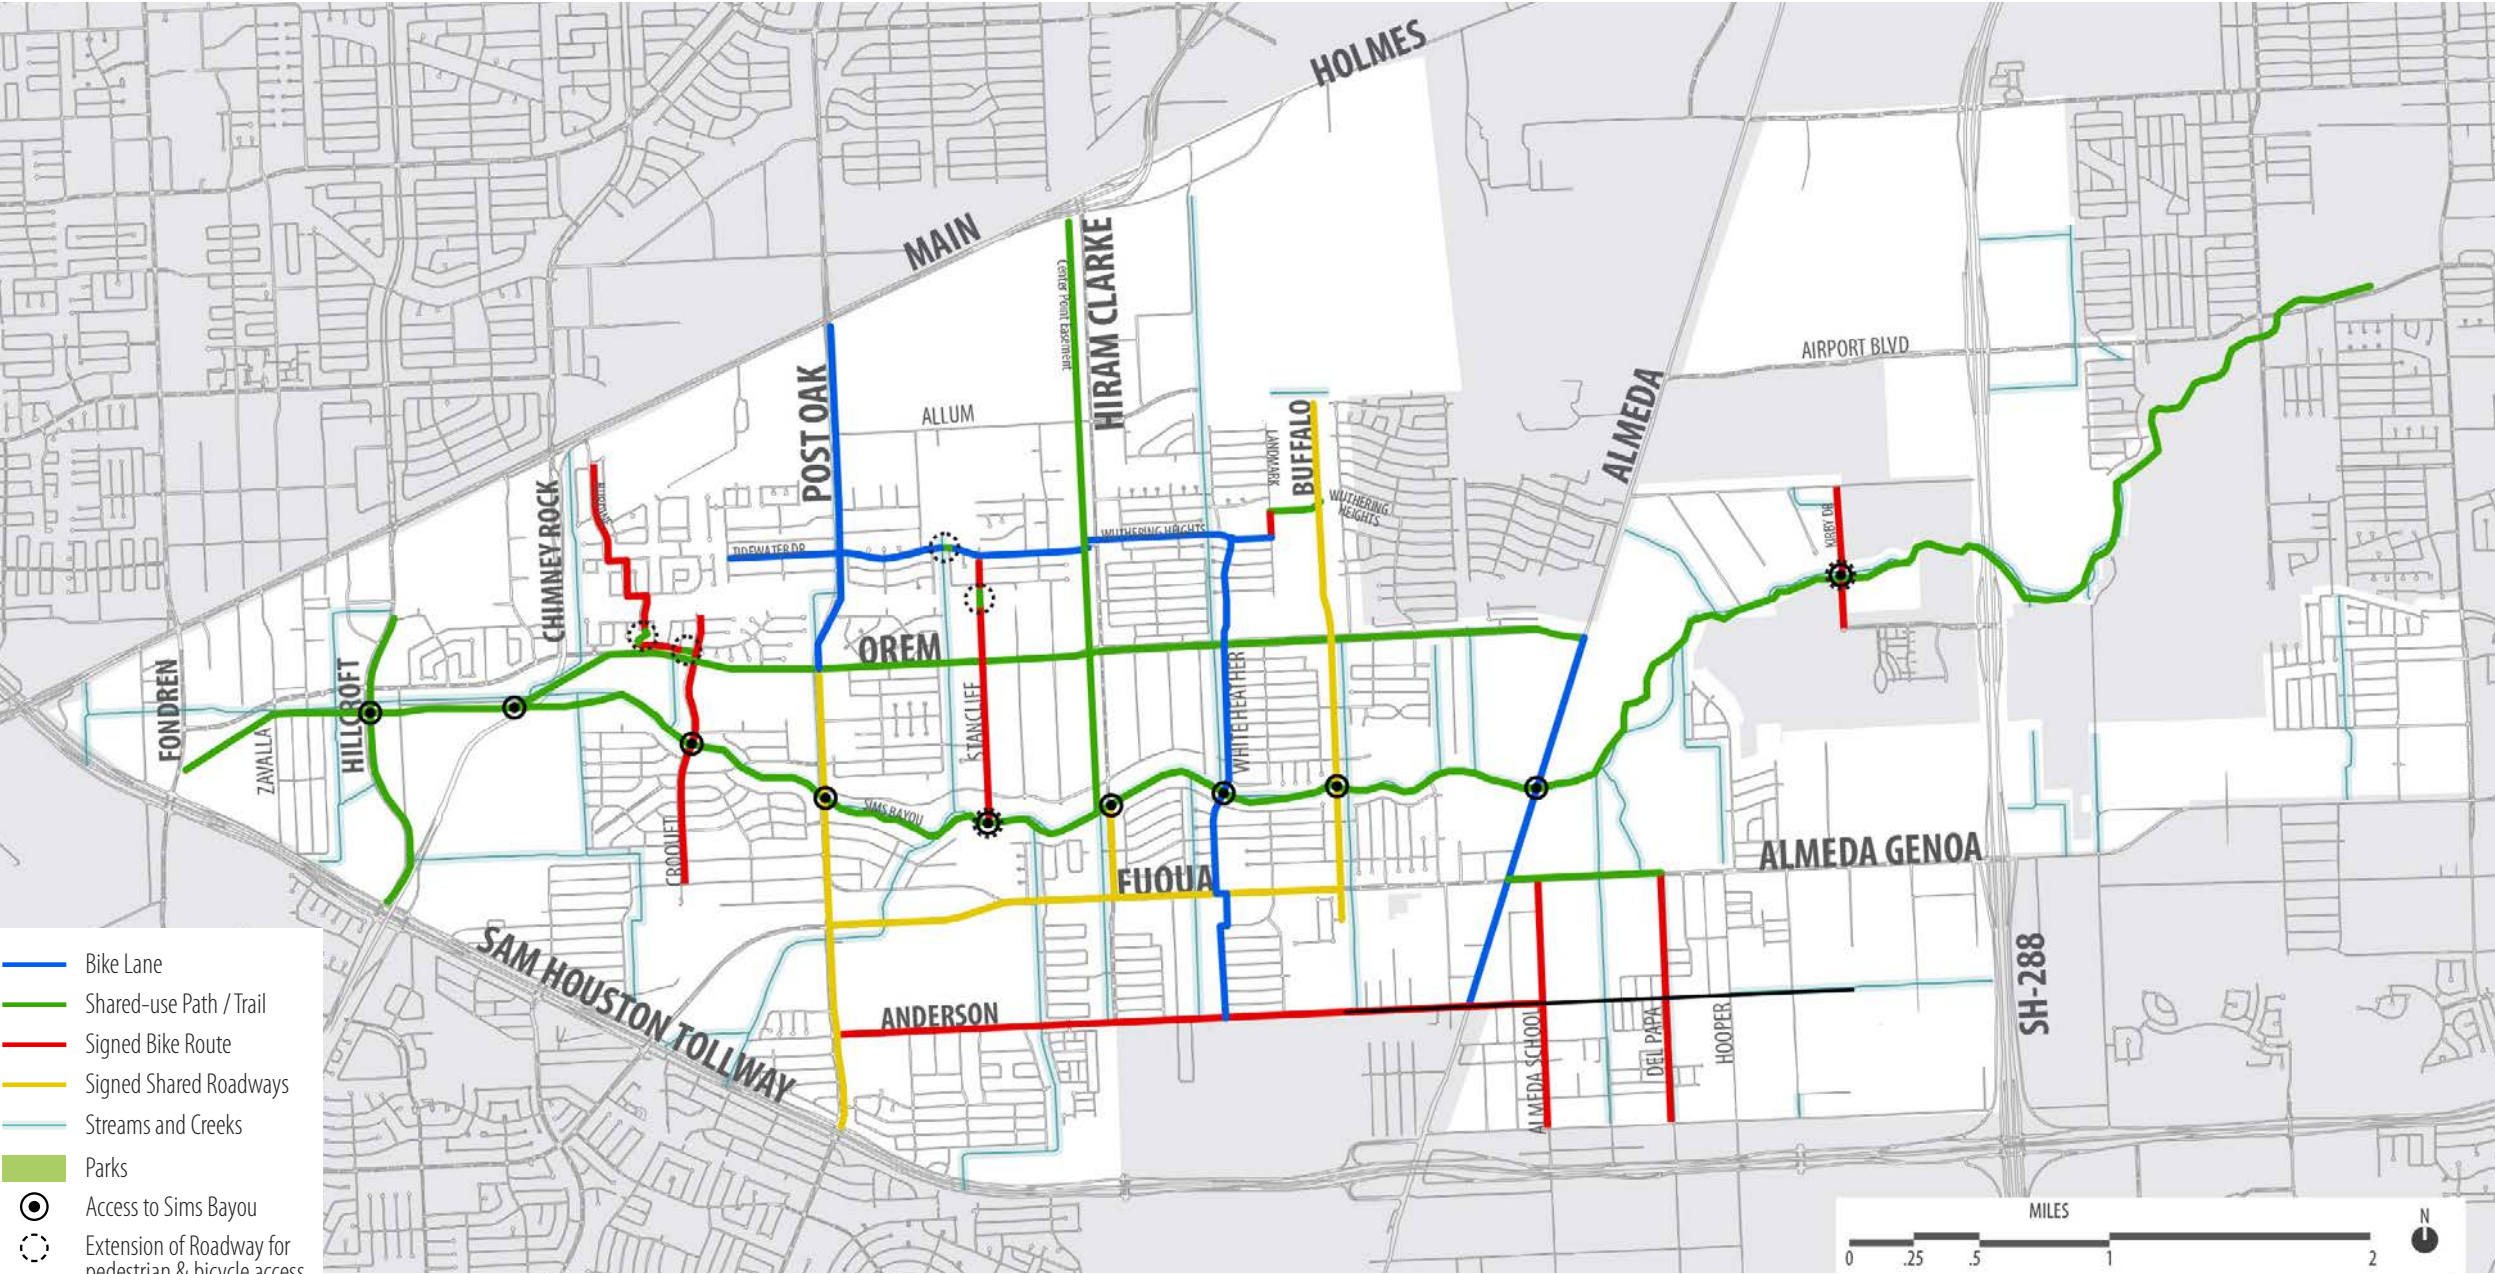 HOLMES
MAIN
Center Point Easement
HIRAM CLARKE
AIRPORT BLVD
POST OAK
ALLUM
ALMEDA
LANDMARK
BUFFALO
CHIMNEY ROCK
WUTHERING
HEIGHTS
WUTHERING HEIGHTS
TIDEWATER DR
KIRBY DR
OREM
FONDREN
ZAVALLA
HILLCROFT
STANCLIFF
WHITE HEATHER
SIMS BAYOU
CROQUET
FUQUA
ALMEDA GENOA
SAM HOUSTON TOLLWAY
ANDERSON
ALMEDA SCHOOL
DEL PAPA
HOOPER
SH-288
Bike Lane
Shared-use Path / Trail
Signed Bike Route
Signed Shared Roadways
Streams and Creeks
Parks
Access to Sims Bayou
Extension of Roadway for
pedestrian & bicycle access
MILES
N
0 .25 .5 1 2